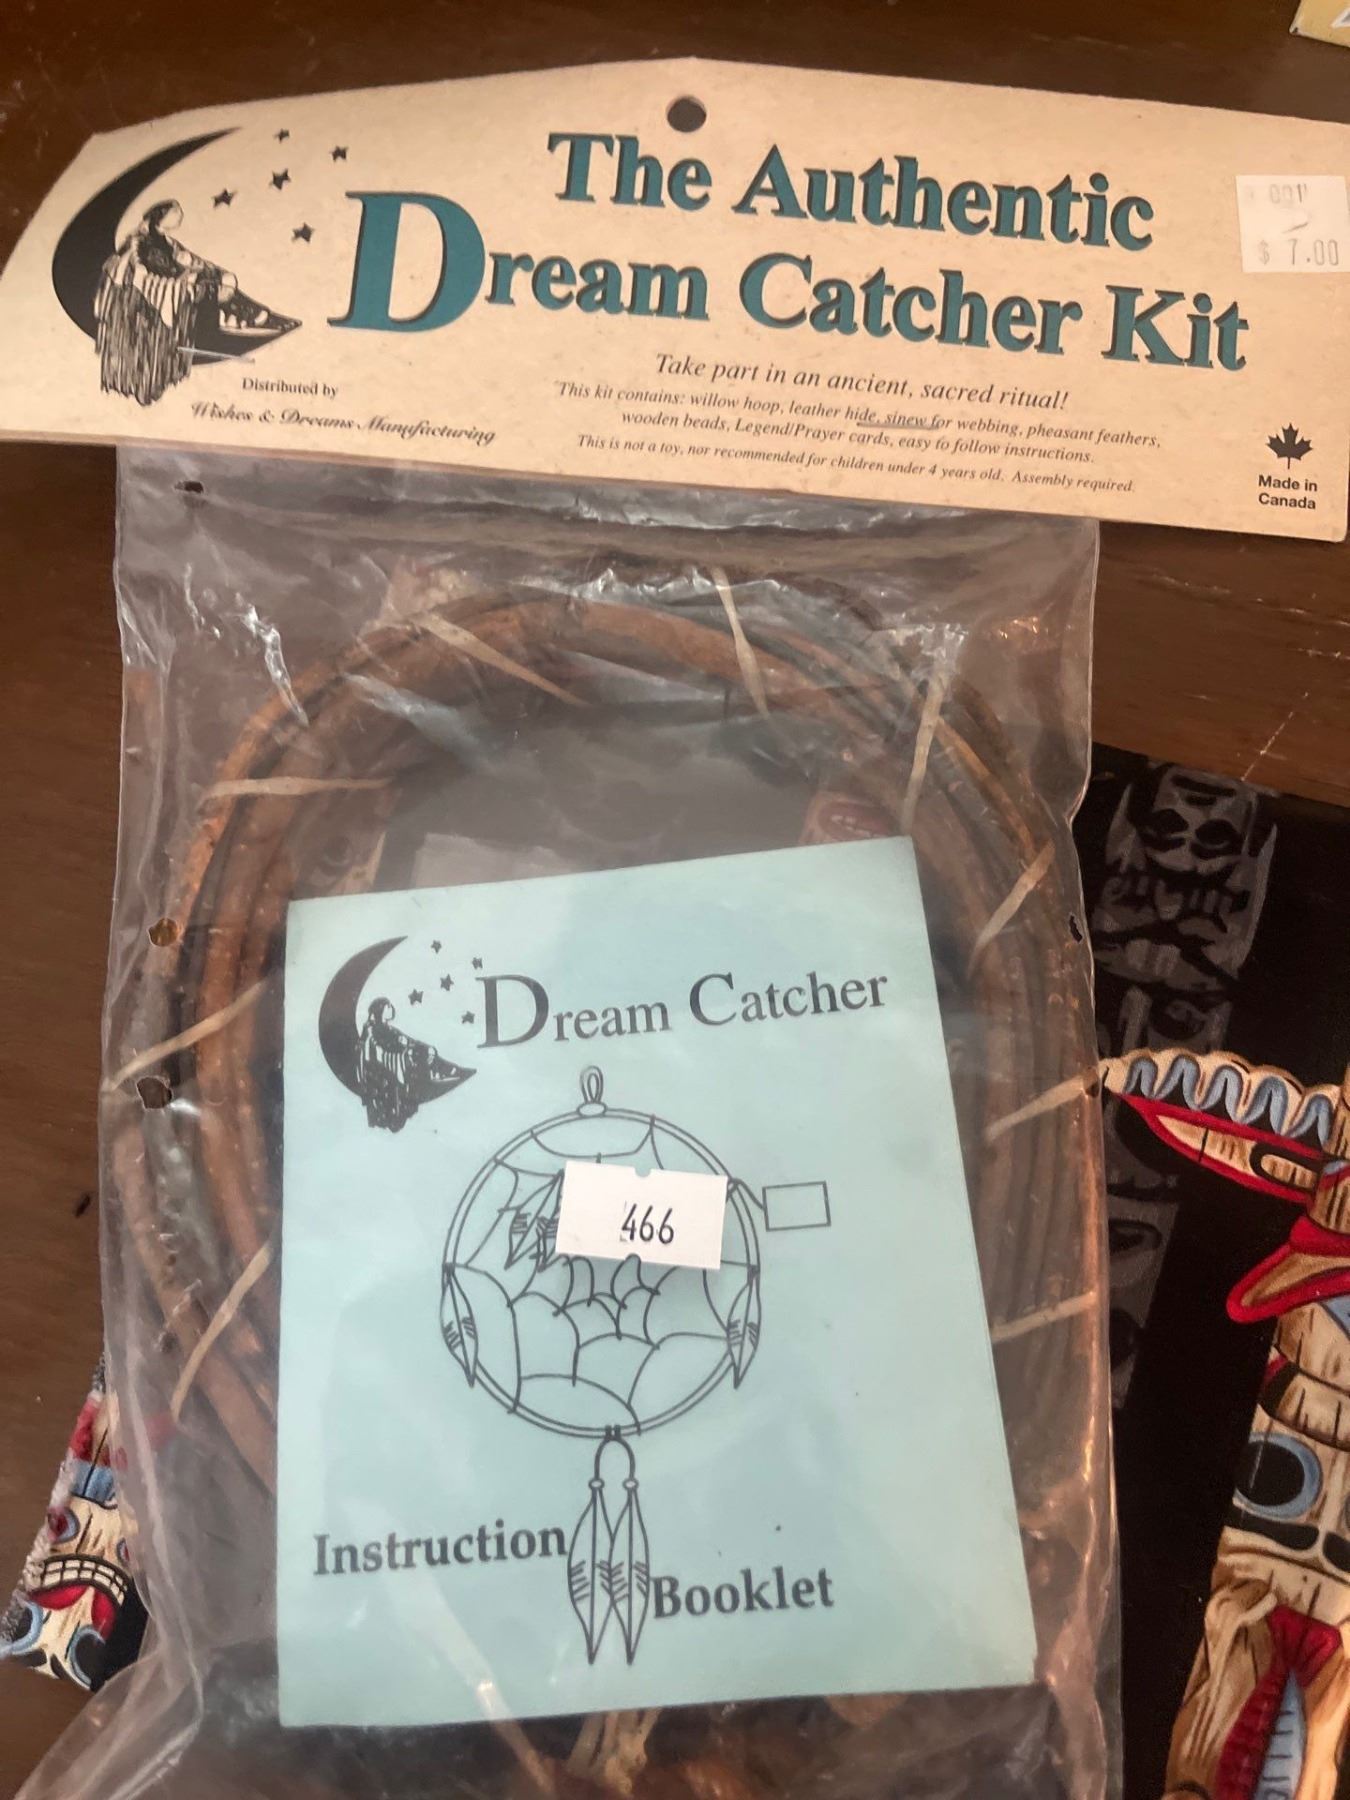 The Authentic
Dream Catcher Kit
001
$ 7.00
Take part in an ancient, sacred ritual!
This kit contains: willow hoop, leather hide, sinew for webbing, pheasant feathers,
wooden beads, Legend/Prayer cards, easy to follow instructions.
This is not a toy, nor recommended for children under 4 years old. Assembly required.
Distributed by
Wishes & Dreams Manufacturing
Made in
Canada
Dream Catcher
466
Instruction
Booklet